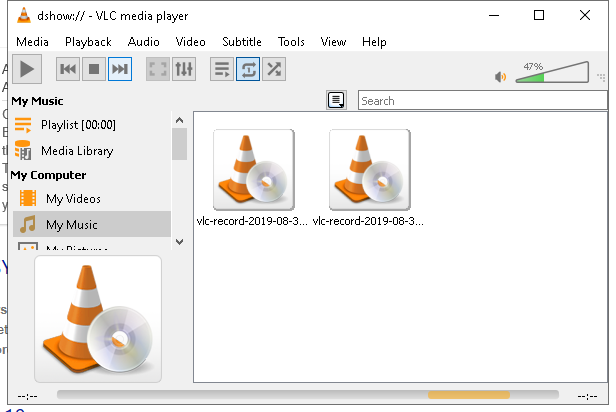 dshow:// - VLC media player
Media Playback Audio Video Subtitle Tools View Help
47%
My Music
Search
Playlist [00:00]
Media Library
My Computer
My Videos
My Music
My Pictures
vlc-record-2019-08-3... vlc-record-2019-08-3...
--:-- --:--